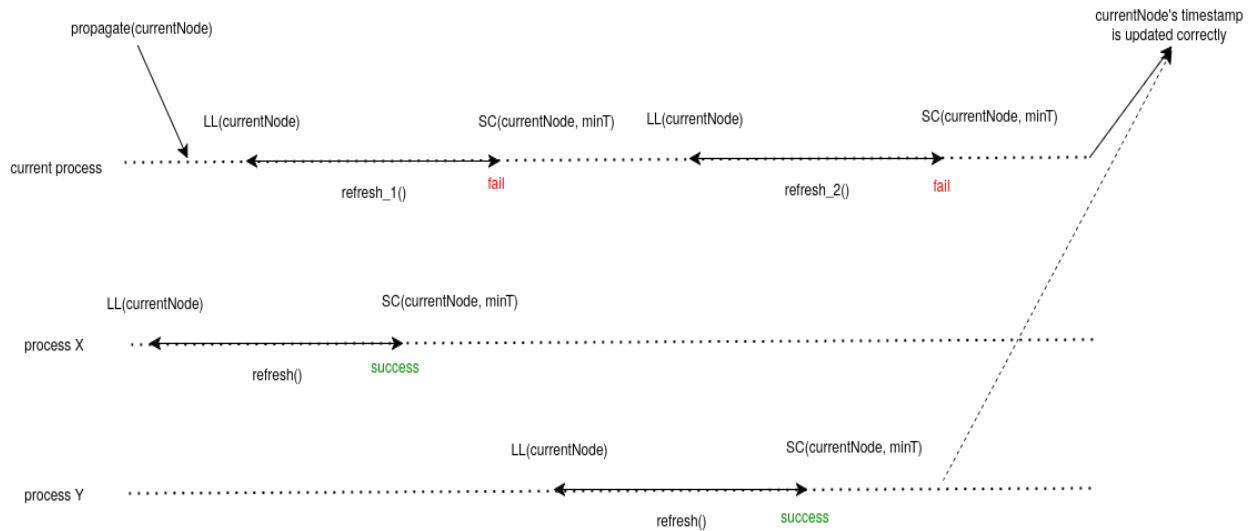 propagate(currentNode)
currentNode's timestamp
is updated correctly
LL(currentNode)
SC(currentNode, minT)
LL(currentNode)
SC(currentNode, minT)
current process
refresh_1()
fail
refresh_2()
fail
LL(currentNode)
SC(currentNode, minT)
process X
refresh()
success
LL(currentNode)
SC(currentNode, minT)
process Y
refresh()
success